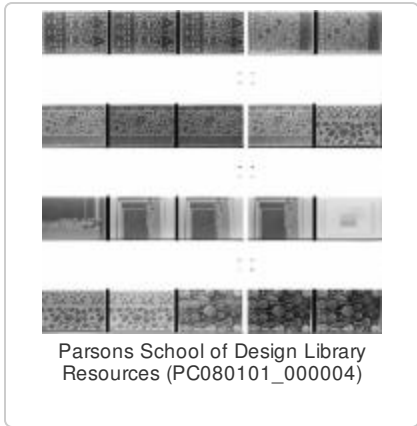 Parsons School of Design Library
Resources (PC080101_000004)